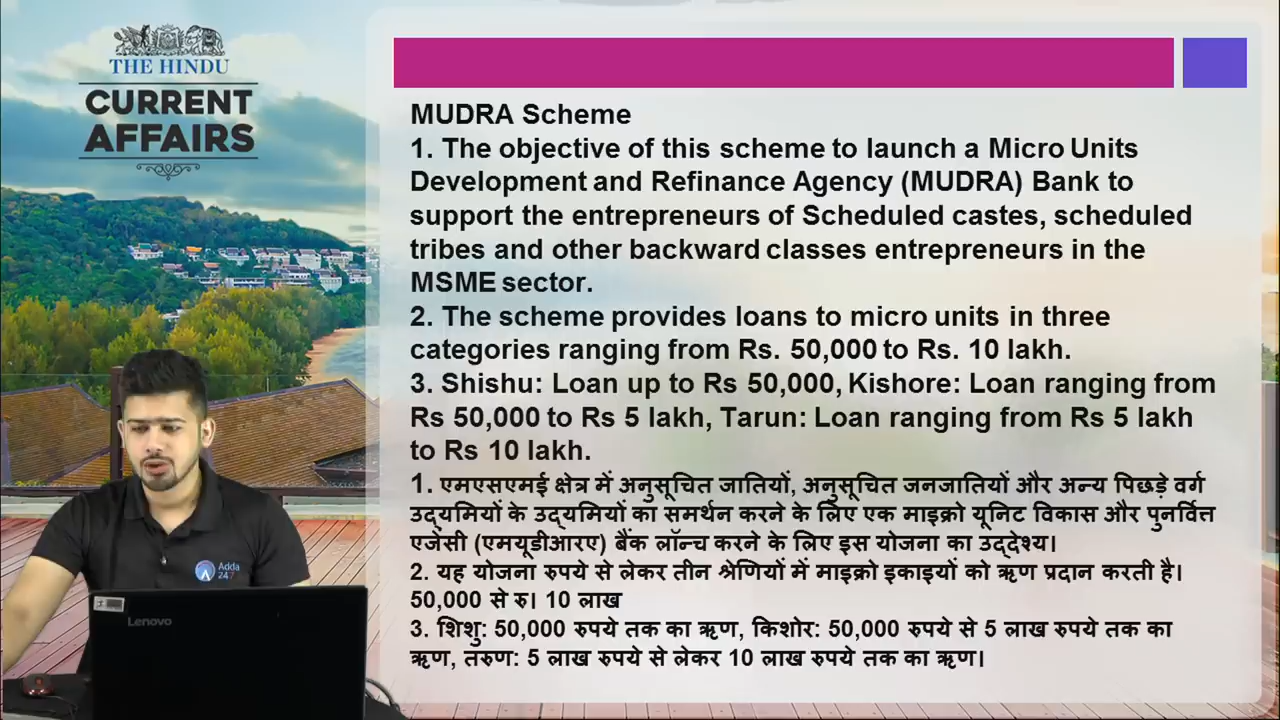 THE HINDU
CURRENT
AFFAIRS
MUDRA Scheme
1. The objective of this scheme to launch a Micro Units
Development and Refinance Agency (MUDRA) Bank to
support the entrepreneurs of Scheduled castes, scheduled
tribes and other backward classes entrepreneurs in the
MSME sector.
2. The scheme provides loans to micro units in three
categories ranging from Rs. 50,000 to Rs. 10 lakh.
3. Shishu: Loan up to Rs 50,000, Kishore: Loan ranging from
Rs 50,000 to Rs 5 lakh, Tarun: Loan ranging from Rs 5 lakh
to Rs 10 lakh.
1. एमएसएमई क्षेत्र में अनुसूचित जातियों, अनुसूचित जनजातियों और अन्य पिछड़े वर्ग
उद्यमियों के उद्यमियों का समर्थन करने के लिए एक माइक्रो यूनिट विकास और पुनर्वित्त
एजेंसी (एमयूडीआरए) बैंक लॉन्च करने के लिए इस योजना का उद्देश्य।
2. यह योजना रुपये से लेकर तीन श्रेणियों में माइक्रो इकाइयों को ऋण प्रदान करती है।
50,000 से रु। 10 लाख
3. शिशु: 50,000 रुपये तक का ऋण, किशोर: 50,000 रुपये से 5 लाख रुपये तक का
ऋण, तरुण: 5 लाख रुपये से लेकर 10 लाख रुपये तक का ऋण।
Adda
247
Lenovo